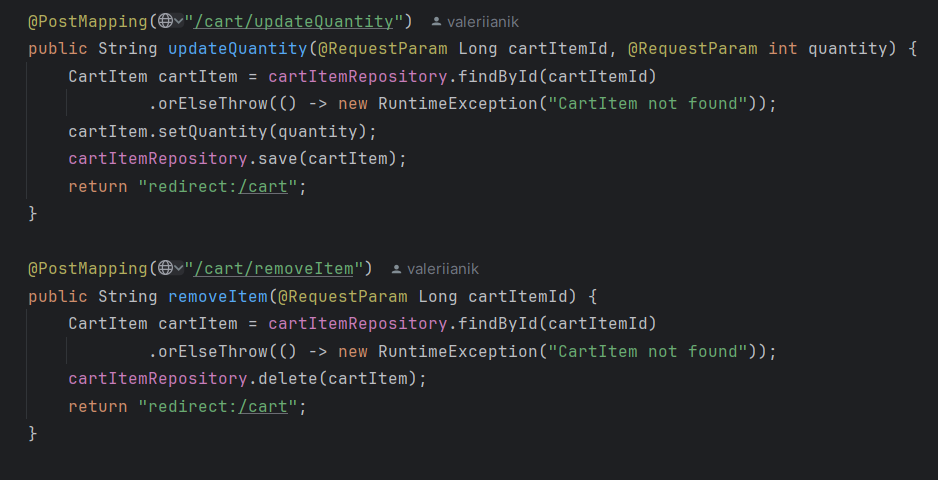 @PostMapping("/cart/updateQuantity") valeriianik
public String updateQuantity(@RequestParam Long cartItemId, @RequestParam int quantity) {
    CartItem cartItem = cartItemRepository.findById(cartItemId)
            .orElseThrow(() -> new RuntimeException("CartItem not found"));
    cartItem.setQuantity(quantity);
    cartItemRepository.save(cartItem);
    return "redirect:/cart";
}
@PostMapping("/cart/removeItem") valeriianik
public String removeItem(@RequestParam Long cartItemId) {
    CartItem cartItem = cartItemRepository.findById(cartItemId)
            .orElseThrow(() -> new RuntimeException("CartItem not found"));
    cartItemRepository.delete(cartItem);
    return "redirect:/cart";
}